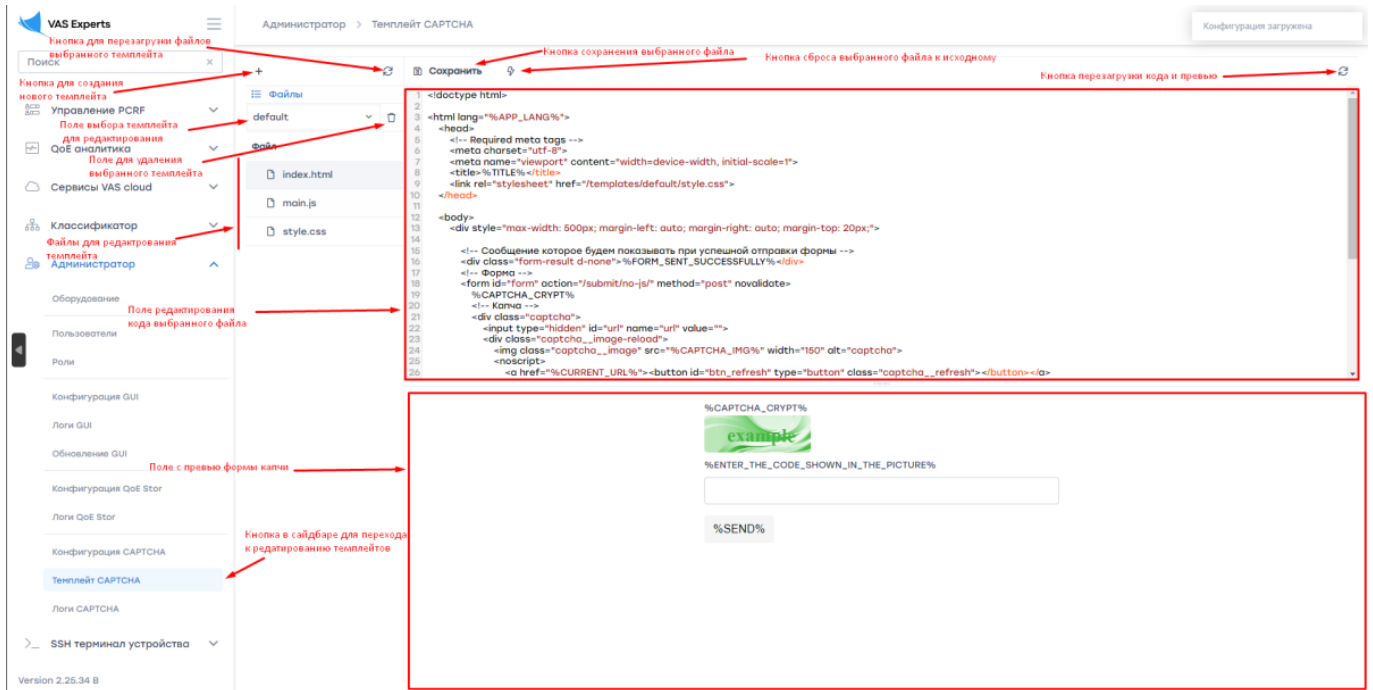 VAS Experts
Администратор > Темплейт CAPTCHA
Конфигурация загружена
Кнопка для перезагрузки файлов
выбранного темплейта
Кнопка сохранения выбранного файла
Кнопка сброса выбранного файла к исходному
Кнопка перезагрузки кода и превью
Поиск
Сохранить
Кнопка для создания
нового темплейта
Файлы
Управление PCRF
default
Поле выбора темплейта
для редактирования
QoE аналитика
Файл
Поле для удаления
выбранного темплейта
index.html
Сервисы VAS cloud
main.js
Классификатор
style.css
Файлы для редактрования
темплейта
Администратор
Оборудование
Поле редактирования
кода выбранного файла
Пользователи
Роли
Конфигурация GUI
Логи GUI
Обновление GUI
Поле с превью формы капчи
Конфигурация QoE Stor
Логи QoE Stor
Кнопка в сайдбаре для перехода
к редатированию темплейтов
Конфигурация CAPTCHA
Темплейт CAPTCHA
Логи CAPTCHA
SSH терминал устройства
Version 2.25.34 B
1 <!doctype html>
2
3 <html lang="%APP_LANG%">
4 <head>
5 <!-- Required meta tags -->
6 <meta charset="utf-8">
7 <meta name="viewport" content="width=device-width, initial-scale=1">
8 <title>%TITLE%</title>
9 <link rel="stylesheet" href="/templates/default/style.css">
10 </head>
11
12 <body>
13 <div style="max-width: 500px; margin-left: auto; margin-right: auto; margin-top: 20px;">
14
15 <!-- Сообщение которое будем показывать при успешной отправки формы -->
16 <div class="form-result d-none">%FORM_SENT_SUCCESSFULLY%</div>
17 <!-- Форма -->
18 <form id="form" action="/submit/no-js/" method="post" novalidate>
19 %CAPTCHA_CRYPT%
20 <!-- Капча -->
21 <div class="captcha">
22 <input type="hidden" id="url" name="url" value="">
23 <div class="captcha__image-reload">
24 <img class="captcha__image" src="%CAPTCHA_IMG%" width="150" alt="captcha">
25 <noscript>
26 <a href="%CURRENT_URL%"><button id="btn_refresh" type="button" class="captcha__refresh"></button></a>
%CAPTCHA_CRYPT%
example
%ENTER_THE_CODE_SHOWN_IN_THE_PICTURE%
%SEND%